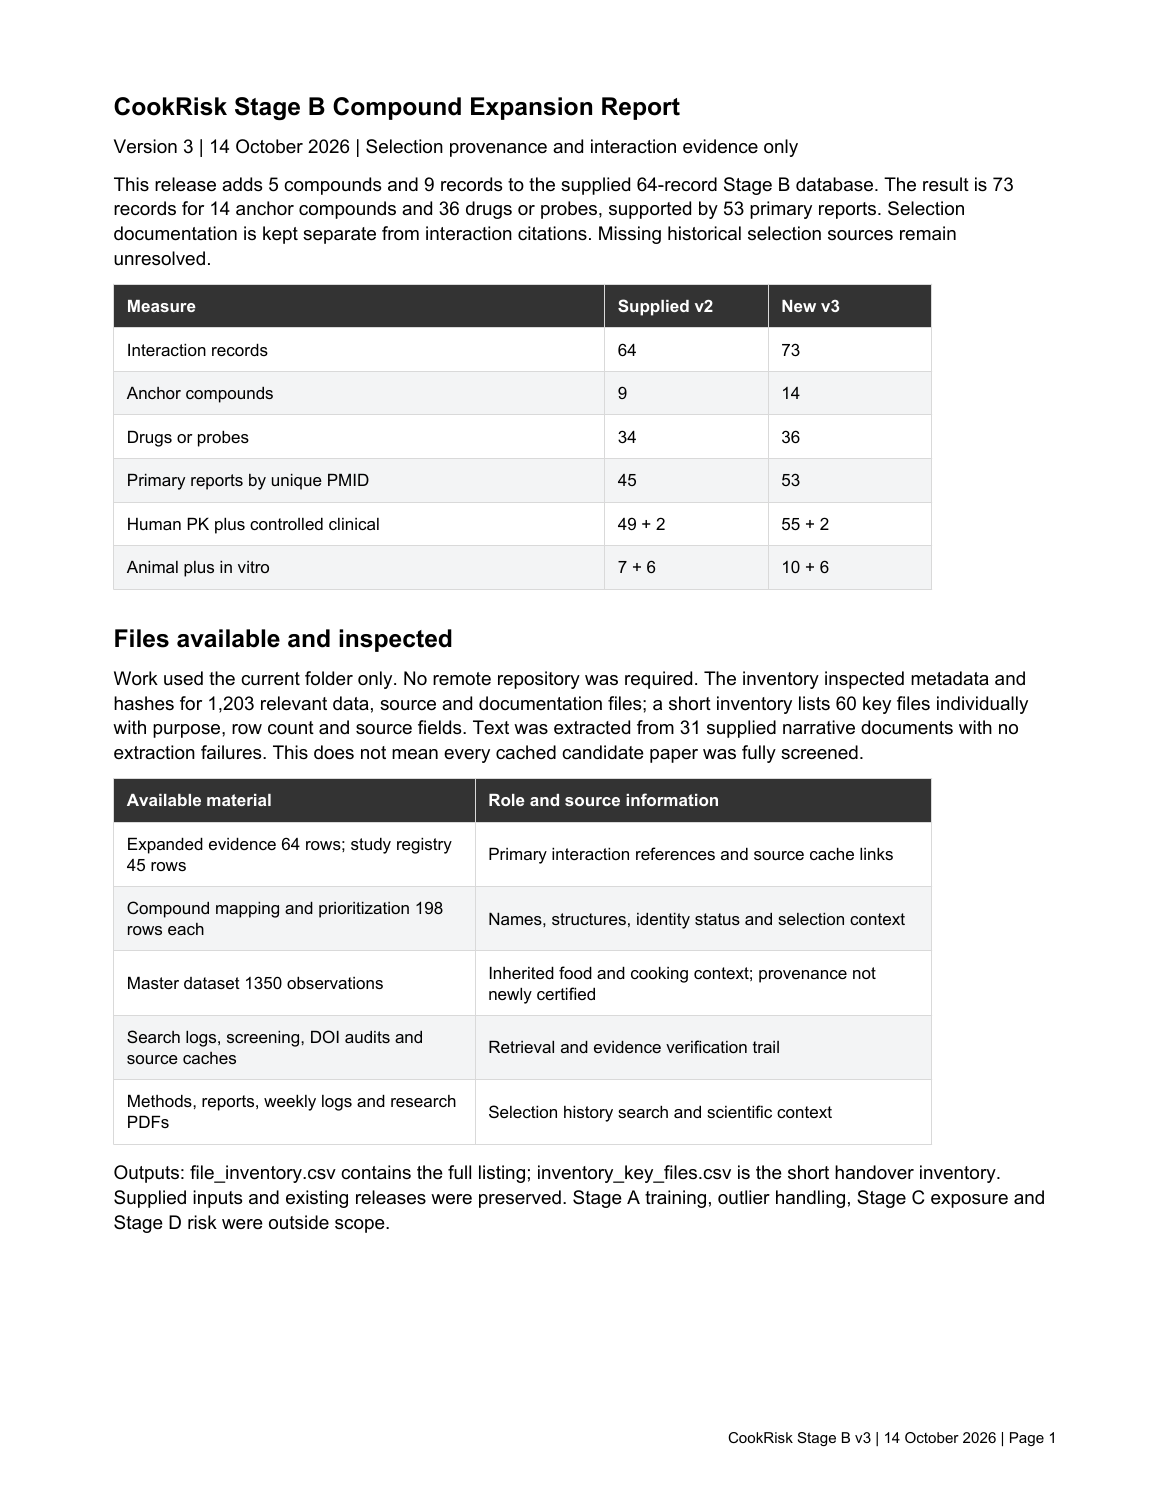 CookRisk Stage B Compound Expansion Report
Version 3 | 14 October 2026 | Selection provenance and interaction evidence only
This release adds 5 compounds and 9 records to the supplied 64-record Stage B database. The result is 73
records for 14 anchor compounds and 36 drugs or probes, supported by 53 primary reports. Selection
documentation is kept separate from interaction citations. Missing historical selection sources remain
unresolved.
Measure Supplied v2 New v3
Interaction records 64 73
Anchor compounds 9 14
Drugs or probes 34 36
Primary reports by unique PMID 45 53
Human PK plus controlled clinical 49 + 2 55 + 2
Animal plus in vitro 7 + 6 10 + 6
Files available and inspected
Work used the current folder only. No remote repository was required. The inventory inspected metadata and
hashes for 1,203 relevant data, source and documentation files; a short inventory lists 60 key files individually
with purpose, row count and source fields. Text was extracted from 31 supplied narrative documents with no
extraction failures. This does not mean every cached candidate paper was fully screened.
Available material Role and source information
Expanded evidence 64 rows; study registry
45 rows
Primary interaction references and source cache links
Compound mapping and prioritization 198
rows each
Names, structures, identity status and selection context
Master dataset 1350 observations
Inherited food and cooking context; provenance not
newly certified
Search logs, screening, DOI audits and
source caches
Retrieval and evidence verification trail
Methods, reports, weekly logs and research
PDFs
Selection history search and scientific context
Outputs: file_inventory.csv contains the full listing; inventory_key_files.csv is the short handover inventory.
Supplied inputs and existing releases were preserved. Stage A training, outlier handling, Stage C exposure and
Stage D risk were outside scope.
CookRisk Stage B v3 | 14 October 2026 | Page 1